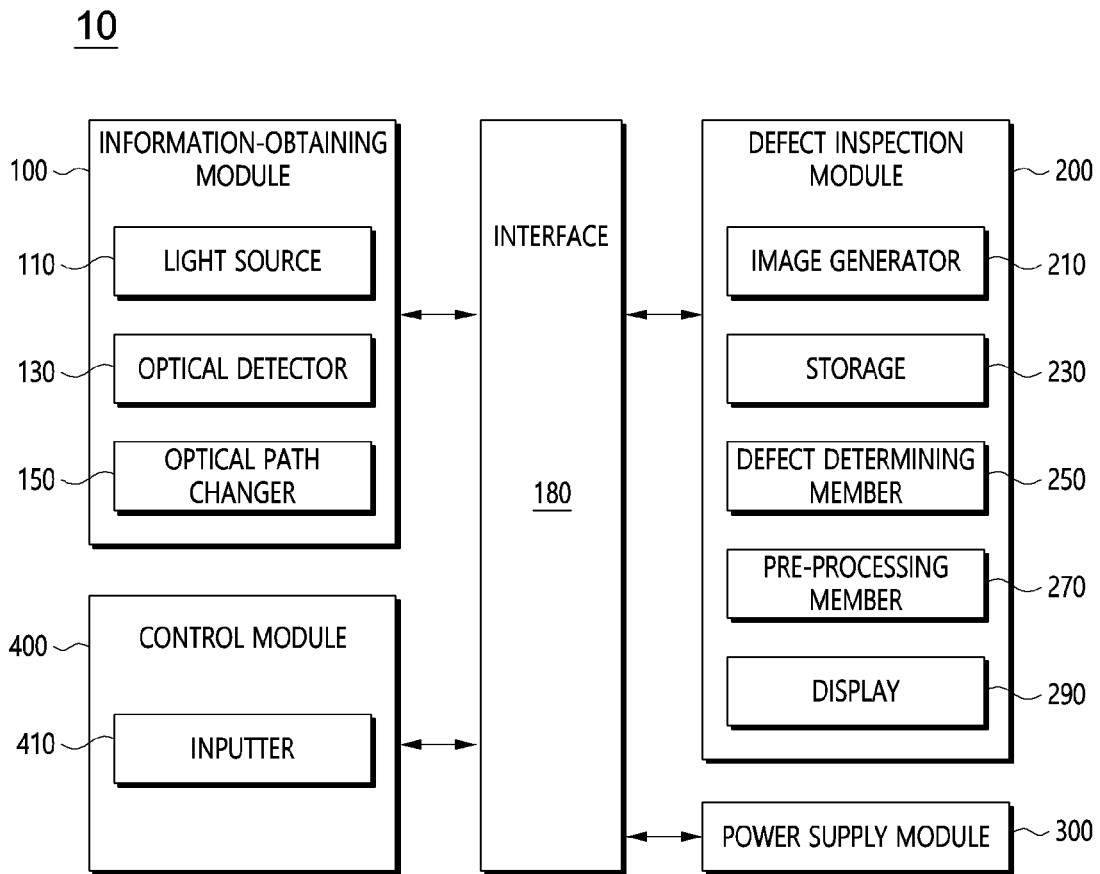 10
INFORMATION-OBTAINING
MODULE
100
LIGHT SOURCE
110
OPTICAL DETECTOR
130
OPTICAL PATH
CHANGER
150
CONTROL MODULE
400
INPUTTER
410
INTERFACE
180
DEFECT INSPECTION
MODULE
200
IMAGE GENERATOR
210
STORAGE
230
DEFECT DETERMINING
MEMBER
250
PRE-PROCESSING
MEMBER
270
DISPLAY
290
POWER SUPPLY MODULE
300